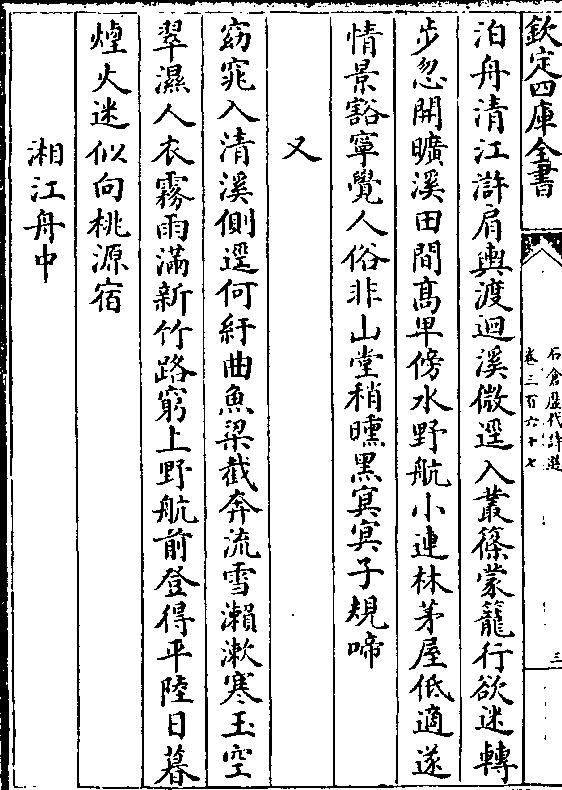 欽定四庫全書
石倉歷代詩選
卷三百六十七
三
泊舟清江滸肩輿渡迴溪微逕入叢篠蒙籠行欲迷轉
步忽開曠溪田間高卑傍水野航小連林茅屋低適遂
情景豁寧覺人俗非山堂稍曛黑冥冥子規啼
又
窈窕入清溪側逕何紆曲魚梁截奔流雪瀨漱寒玉空
翠濕人衣霧雨滿新竹路窮上野航前登得平陸日暮
煙火迷似向桃源宿
湘江舟中